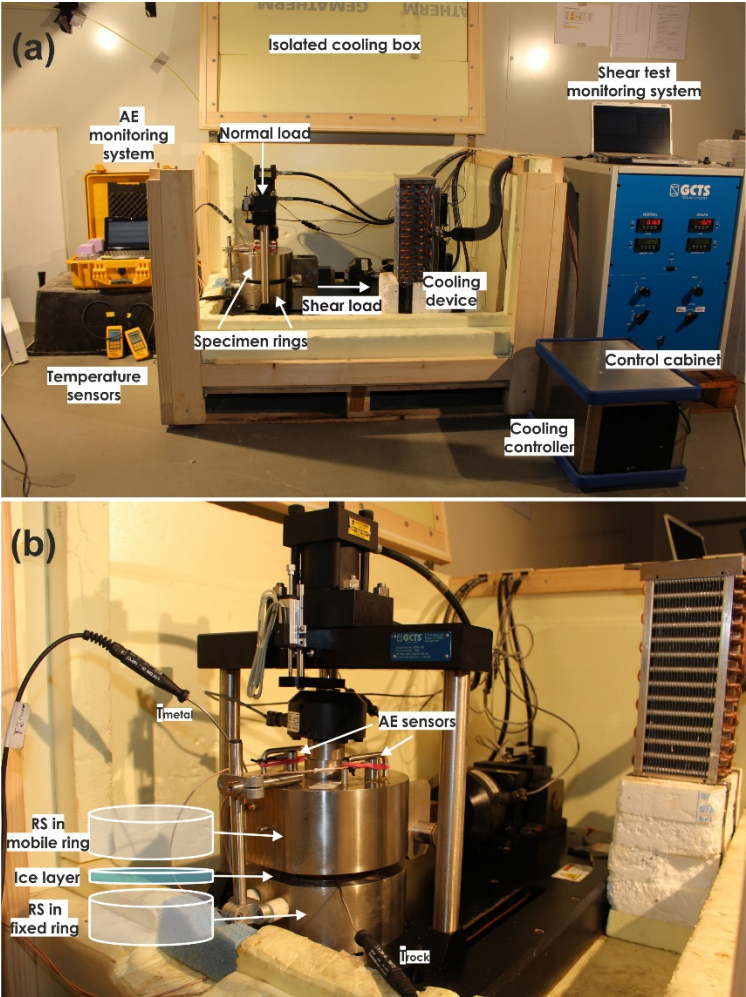 (a)
GEMATHERM
Isolated cooling box
Shear test
monitoring system
AE
monitoring
system
Normal load
GCTS
Shear load
Cooling
device
Specimen rings
Temperature
sensors
Control cabinet
Cooling
controller
(b)
GCTS
Tmetal
AE sensors
RS in
mobile ring
Ice layer
RS in
fixed ring
Trock